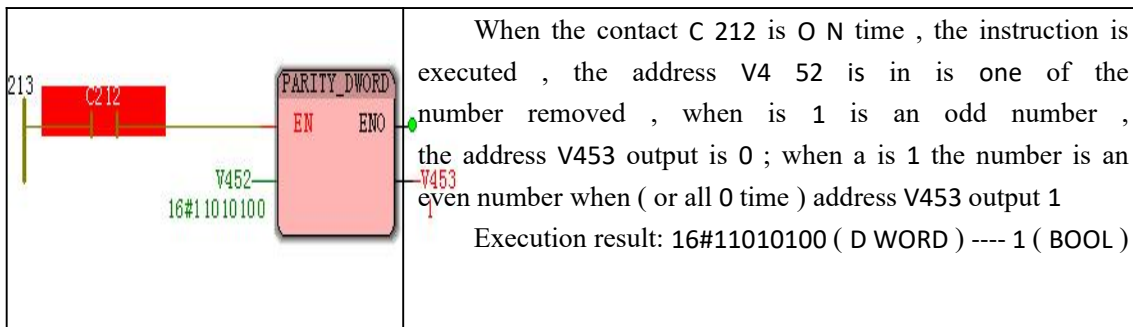 213
C212
PARITY_DWORD
EN ENO
V452
V453
16#11010100
1
When the contact C 212 is O N time , the instruction is
executed , the address V4 52 is in is one of the
number removed , when is 1 is an odd number ,
the address V453 output is 0 ; when a is 1 the number is an
even number when ( or all 0 time ) address V453 output 1
Execution result: 16#11010100 ( D WORD ) ---- 1 ( BOOL )